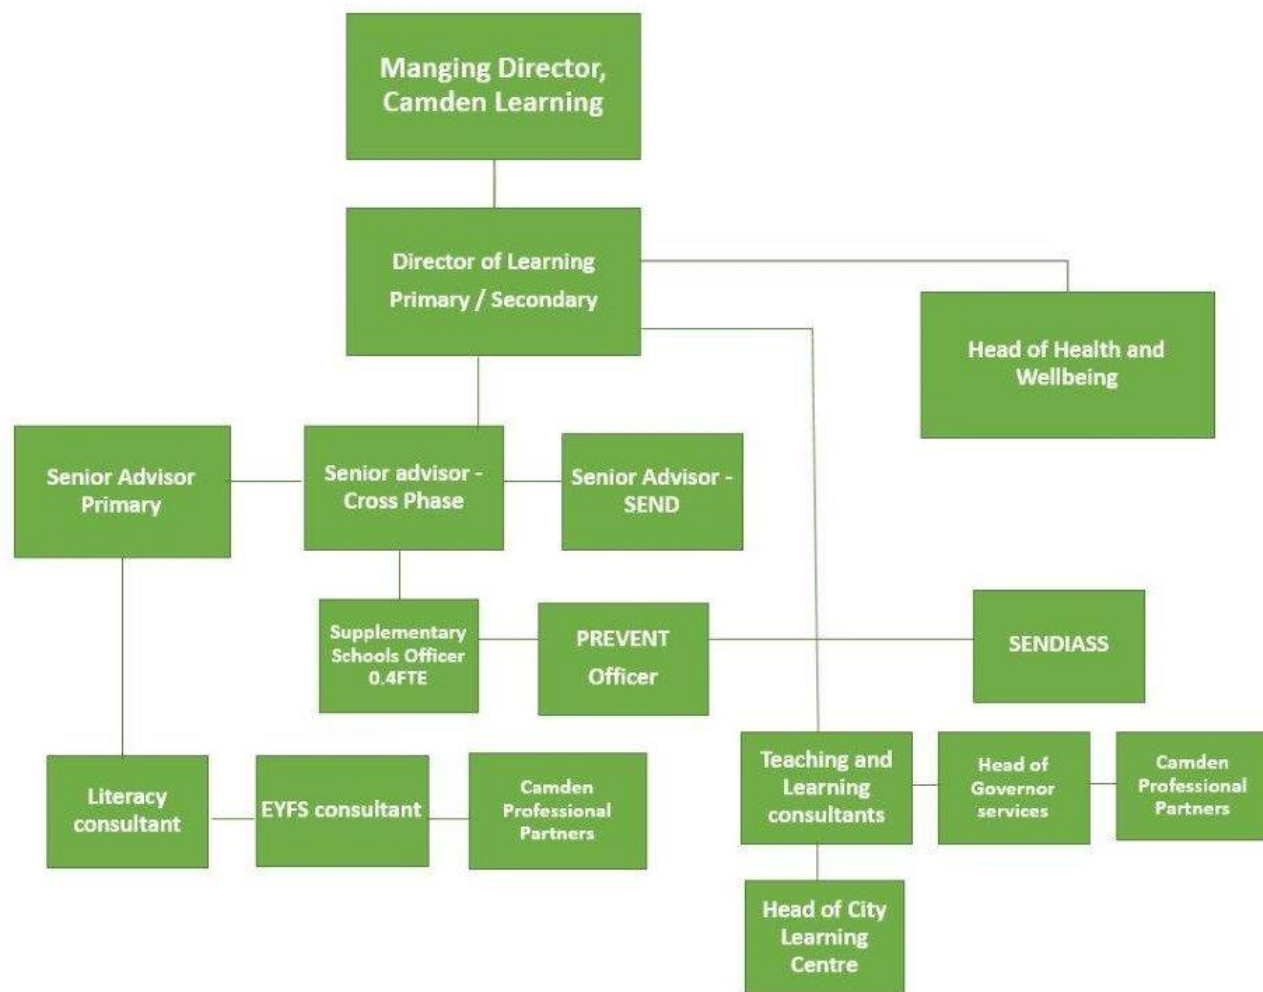 Manging Director,
Camden Learning
Director of Learning
Primary / Secondary
Head of Health and
Wellbeing
Senior Advisor
Primary
Senior advisor -
Cross Phase
Senior Advisor -
SEND
Supplementary
Schools Officer
0.4FTE
PREVENT
Officer
SENDIASS
Literacy
consultant
EYFS consultant
Camden
Professional
Partners
Teaching and
Learning
consultants
Head of
Governor
services
Camden
Professional
Partners
Head of City
Learning
Centre